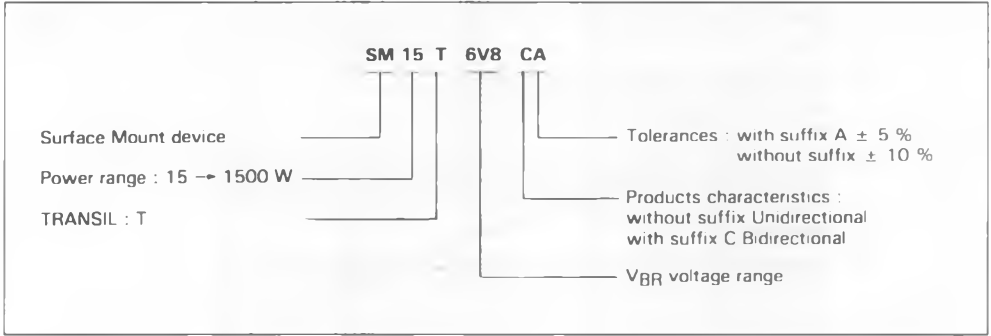 SM 15 T 6V8 CA
Surface Mount device
Power range : 15 → 1500 W
TRANSIL : T
Tolerances : with suffix A ± 5 %
without suffix ± 10 %
Products characteristics :
without suffix Unidirectional
with suffix C Bidirectional
VBR voltage range